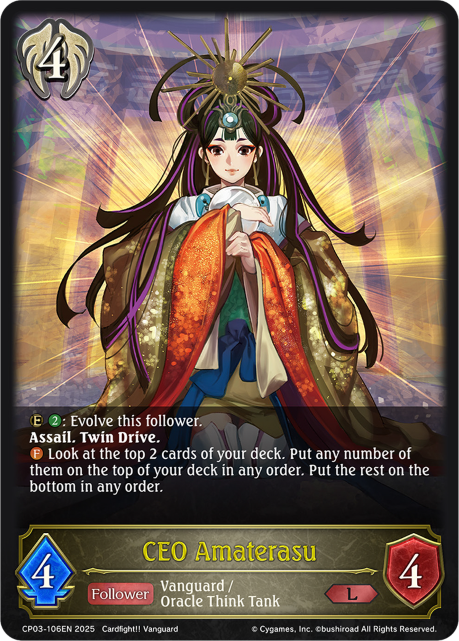 4
E 2: Evolve this follower.
Assail. Twin Drive.
F Look at the top 2 cards of your deck. Put any number of
them on the top of your deck in any order. Put the rest on the
bottom in any order.
CEO Amaterasu
4
Follower
Vanguard /
Oracle Think Tank
L
4
CP03-106EN 2025 Cardfight!! Vanguard
© Cygames, Inc. ©bushiroad All Rights Reserved.